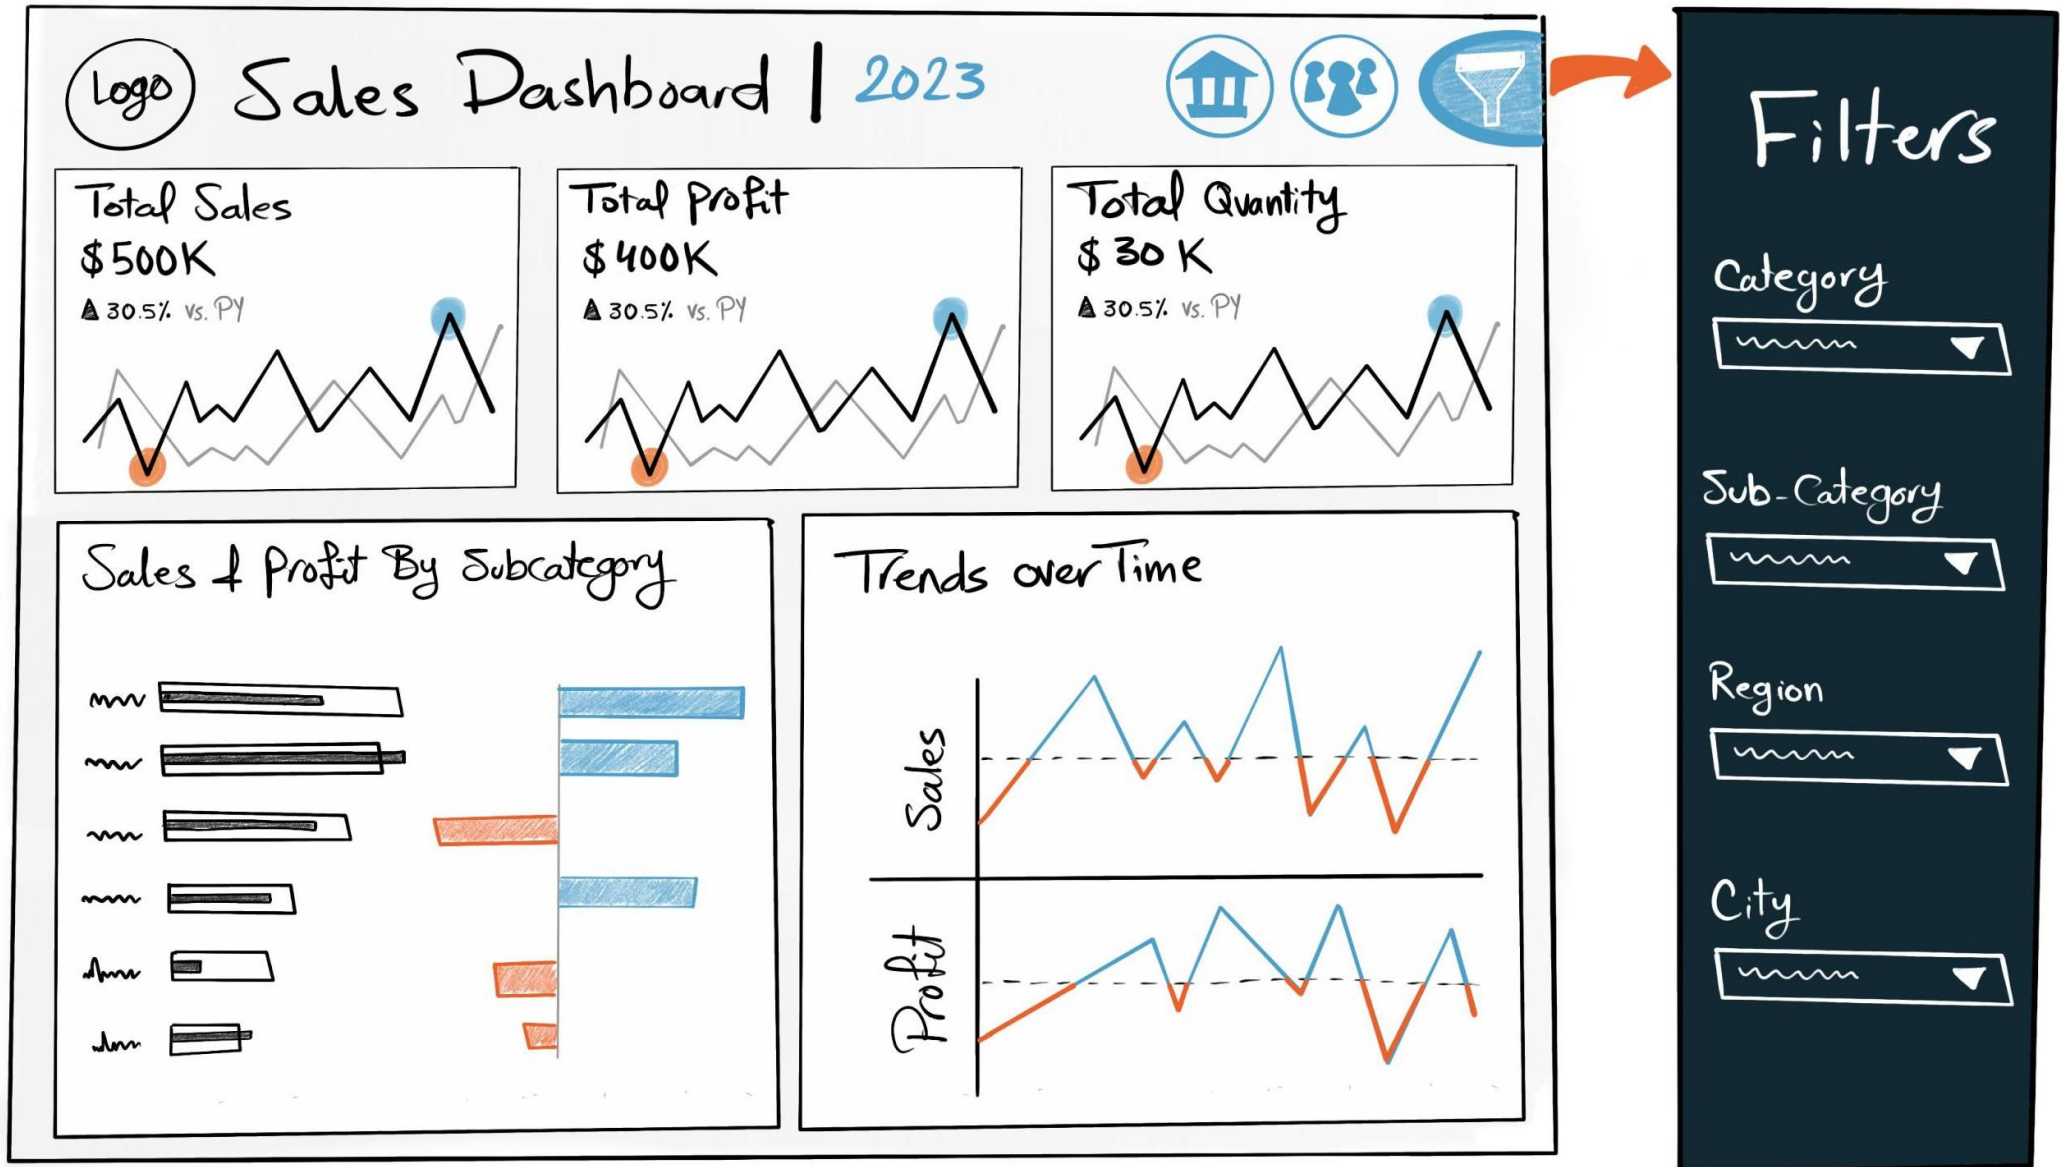 Logo
Sales Dashboard | 2023
Total Sales
$500K
▲ 30.5% vs. PY
Total Profit
$400K
▲ 30.5% vs. PY
Total Quantity
$30K
▲ 30.5% vs. PY
Sales & Profit By Subcategory
Trends over Time
Sales
Profit
Filters
Category
Sub-Category
Region
City